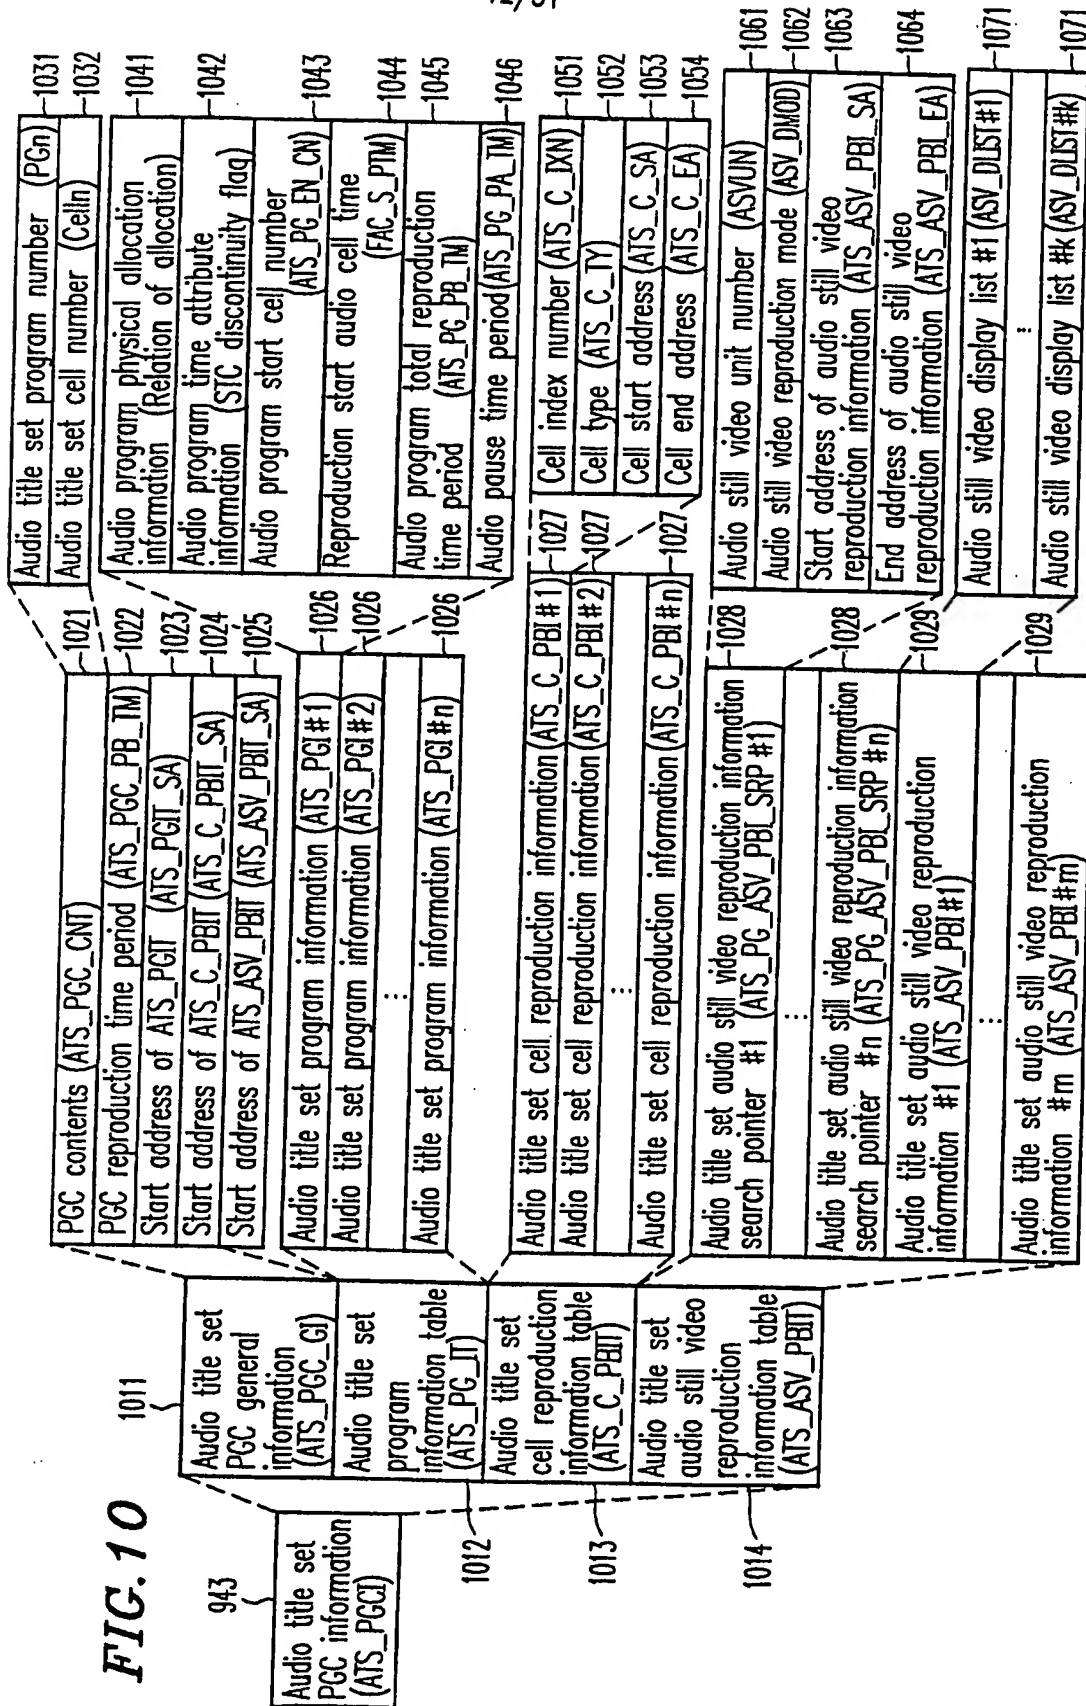 FIG. 10
943
Audio title set
PGC information
(ATS_PGCI)
1011
Audio title set
PGC general
information
(ATS_PGC_GI)
Audio title set
program
information table
(ATS_PG_IT)
1012
Audio title set
cell reproduction
information table
(ATS_C_PBIT)
1013
Audio title set
audio still video
reproduction
information table
(ATS_ASV_PBIT)
1014
PGC contents (ATS_PGC_CNT)
1021
PGC reproduction time period (ATS_PGC_PB_TM)
1022
Start address of ATS_PGIT (ATS_PGIT_SA)
1023
Start address of ATS_C_PBIT (ATS_C_PBIT_SA)
1024
Start address of ATS_ASV_PBIT (ATS_ASV_PBIT_SA)
1025
Audio title set program information (ATS_PGI#1)
1026
Audio title set program information (ATS_PGI#2)
1026
⋮
Audio title set program information (ATS_PGI#n)
1026
Audio title set cell reproduction information (ATS_C_PBI#1)
1027
Audio title set cell reproduction information (ATS_C_PBI#2)
1027
⋮
Audio title set cell reproduction information (ATS_C_PBI#n)
1027
Audio title set audio still video reproduction information
search pointer #1 (ATS_PG_ASV_PBI_SRP #1)
1028
⋮
Audio title set audio still video reproduction information
search pointer #n (ATS_PG_ASV_PBI_SRP #n)
1028
Audio title set audio still video reproduction
information #1 (ATS_ASV_PBI#1)
1029
⋮
Audio title set audio still video reproduction
information #m (ATS_ASV_PBI#m)
1029
Audio title set program number (PGn)
1031
Audio title set cell number (Celln)
1032
Audio program physical allocation
information (Relation of allocation)
1041
Audio program time attribute
information (STC discontinuity flag)
1042
Audio program start cell number
(ATS_PG_EN_CN)
1043
Reproduction start audio cell time
(FAC_S_PTM)
1044
Audio program total reproduction
time period (ATS_PG_PB_TM)
1045
Audio pause time period (ATS_PG_PA_TM)
1046
Cell index number (ATS_C_IXN)
1051
Cell type (ATS_C_TY)
1052
Cell start address (ATS_C_SA)
1053
Cell end address (ATS_C_EA)
1054
Audio still video unit number (ASVUN)
1061
Audio still video reproduction mode (ASV_DMOD)
1062
Start address of audio still video
reproduction information (ATS_ASV_PBI_SA)
1063
End address of audio still video
reproduction information (ATS_ASV_PBI_EA)
1064
Audio still video display list #1 (ASV_DLIST#1)
1071
⋮
Audio still video display list #k (ASV_DLIST#k)
1071